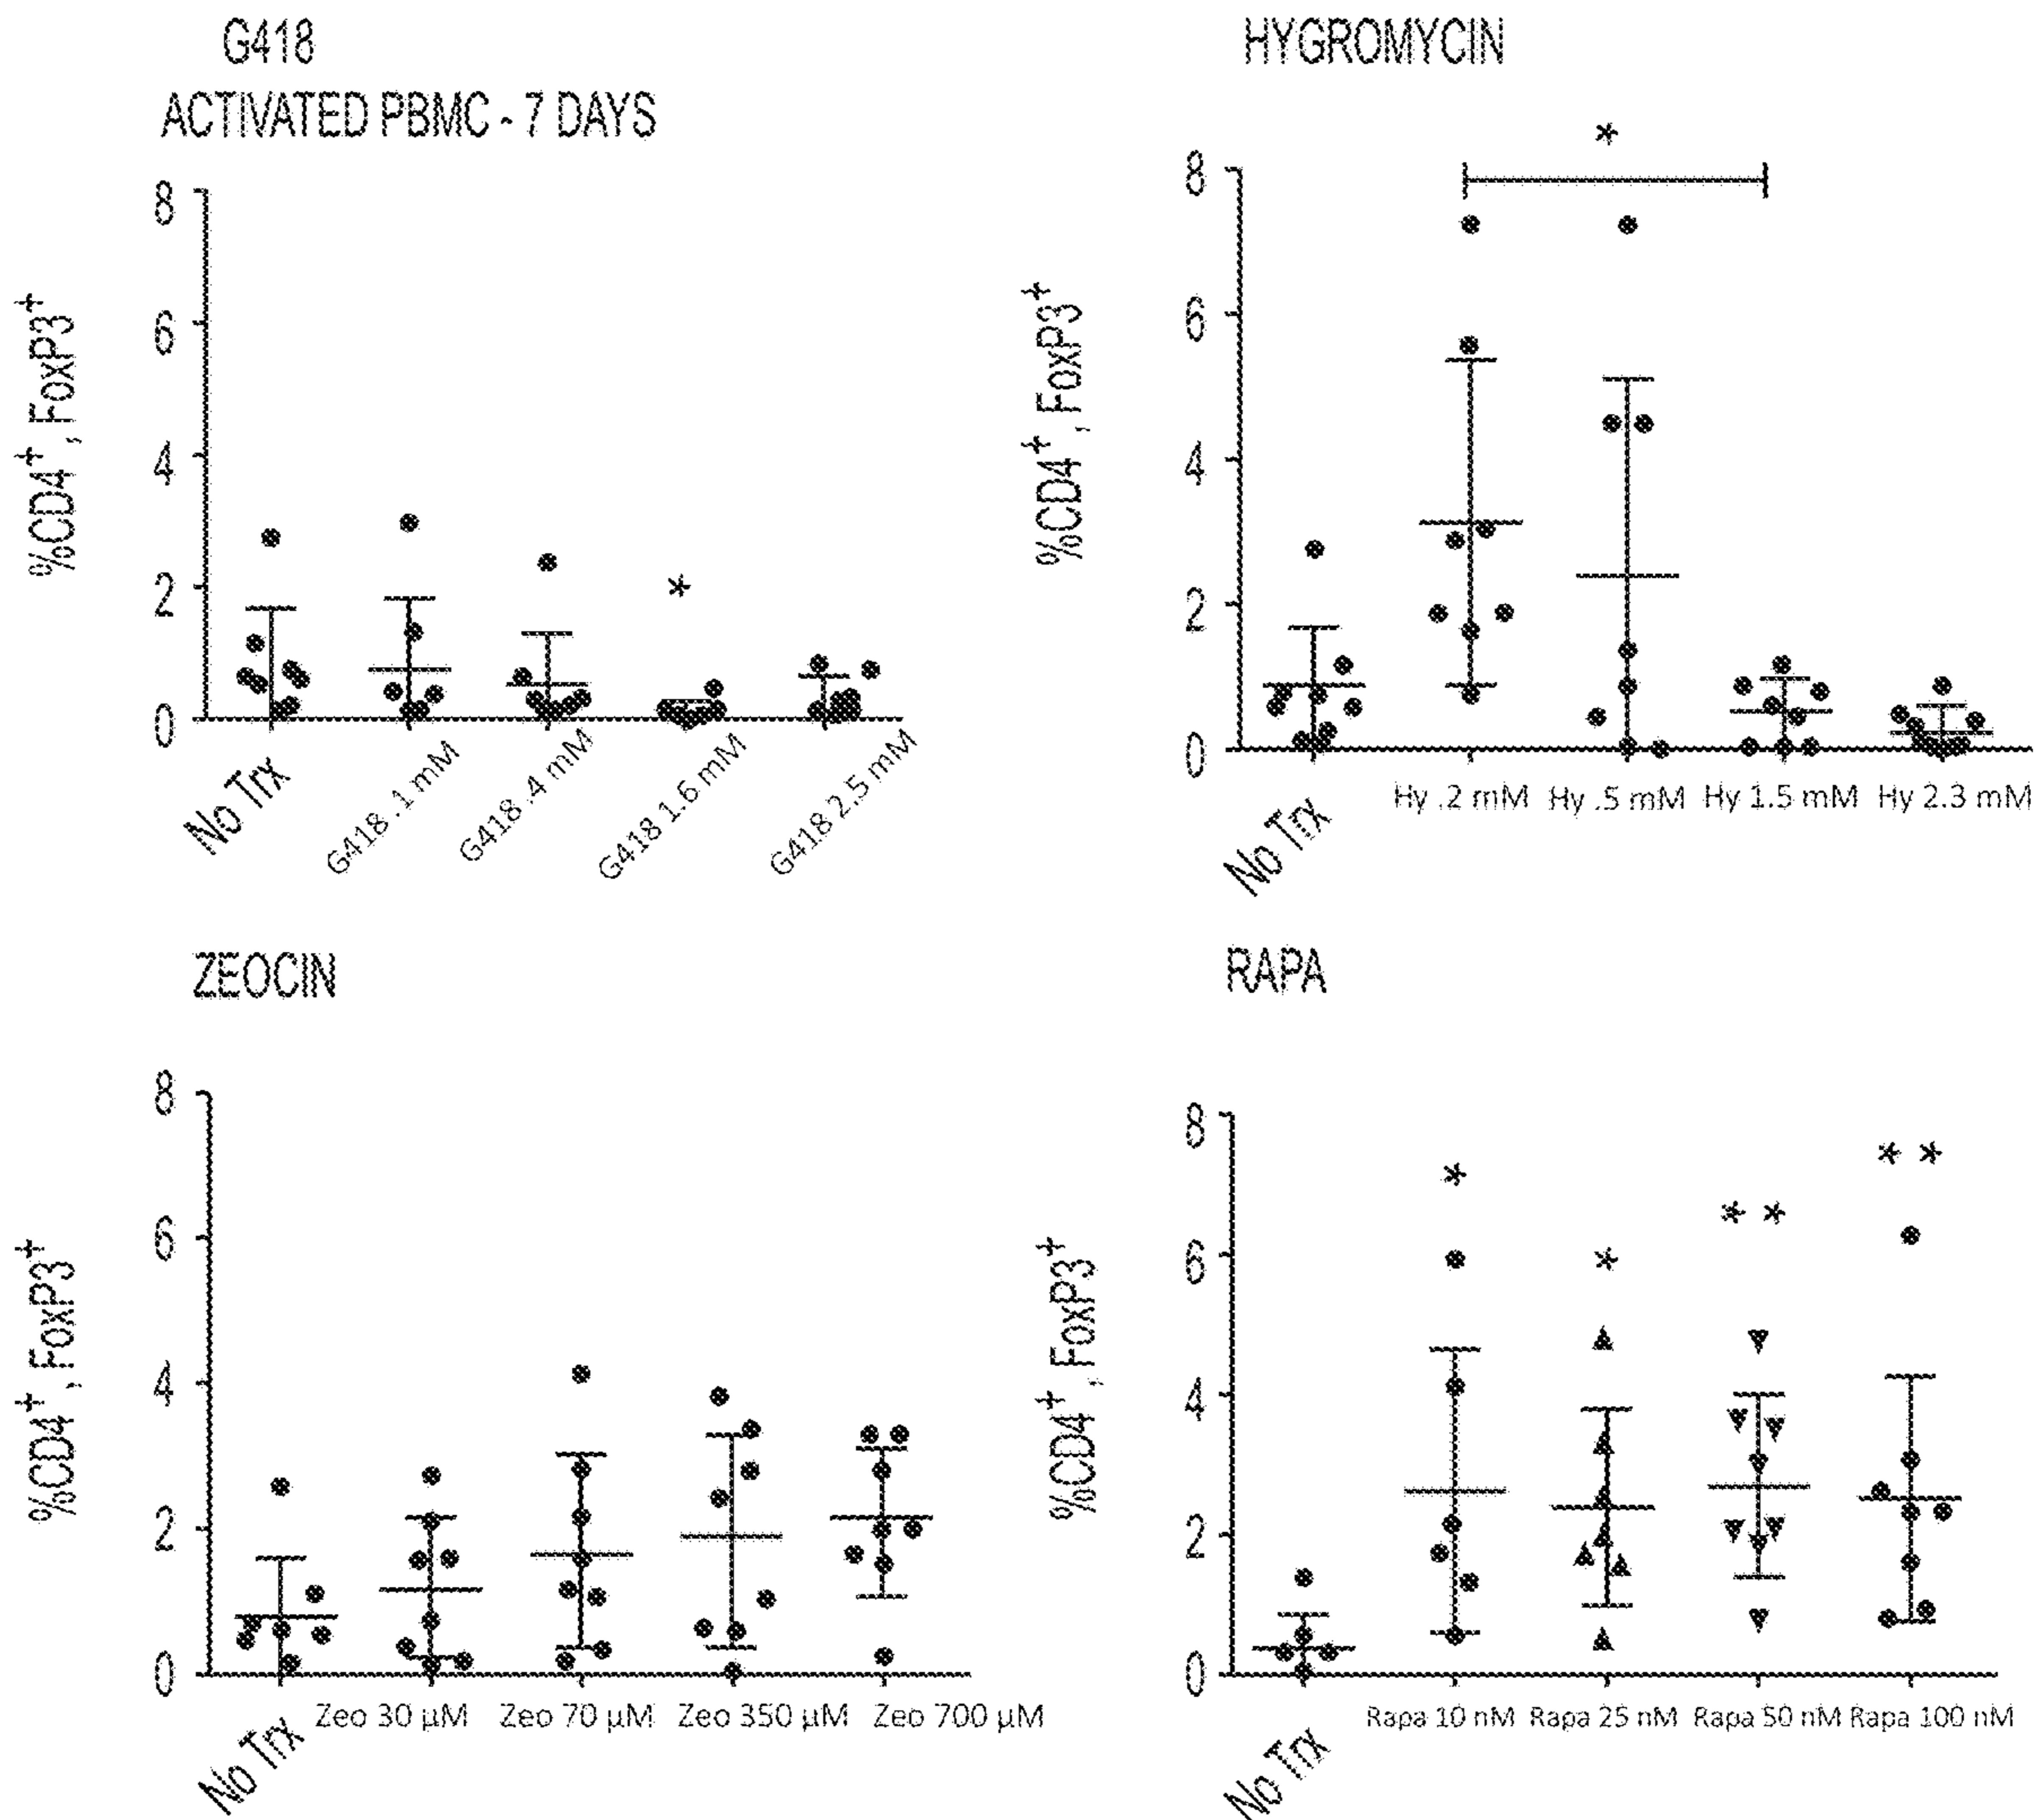 G418
ACTIVATED PBMC - 7 DAYS
%CD4+, FoxP3+
8
6
4
2
0
*
No Trx
G418 .1 mM
G418 .4 mM
G418 1.6 mM
G418 2.5 mM
HYGROMYCIN
%CD4+, FoxP3+
*
8
6
4
2
0
No Trx
Hy .2 mM
Hy .5 mM
Hy 1.5 mM
Hy 2.3 mM
ZEOCIN
%CD4+, FoxP3+
8
6
4
2
0
No Trx
Zeo 30 µM
Zeo 70 µM
Zeo 350 µM
Zeo 700 µM
RAPA
%CD4+, FoxP3+
8
6
4
2
0
*
*
* *
* *
No Trx
Rapa 10 nM
Rapa 25 nM
Rapa 50 nM
Rapa 100 nM